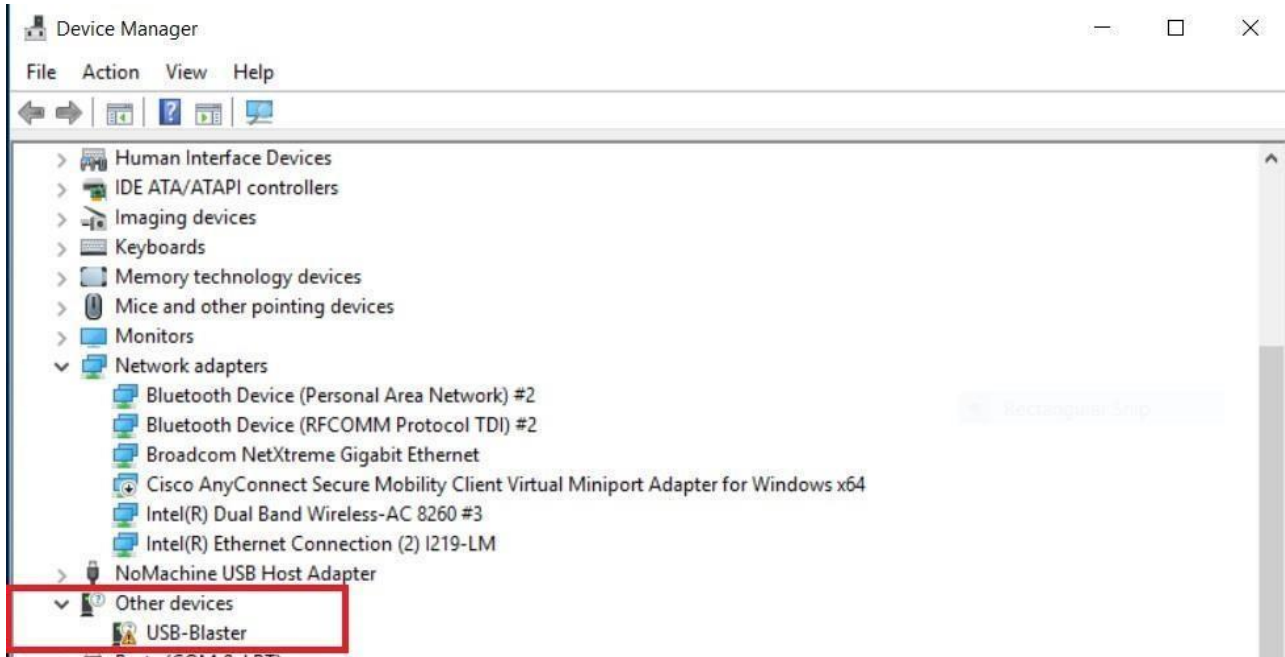 Device Manager
File Action View Help
Human Interface Devices
IDE ATA/ATAPI controllers
Imaging devices
Keyboards
Memory technology devices
Mice and other pointing devices
Monitors
Network adapters
Bluetooth Device (Personal Area Network) #2
Bluetooth Device (RFCOMM Protocol TDI) #2
Rectangular Snip
Broadcom NetXtreme Gigabit Ethernet
Cisco AnyConnect Secure Mobility Client Virtual Miniport Adapter for Windows x64
Intel(R) Dual Band Wireless-AC 8260 #3
Intel(R) Ethernet Connection (2) I219-LM
NoMachine USB Host Adapter
Other devices
USB-Blaster